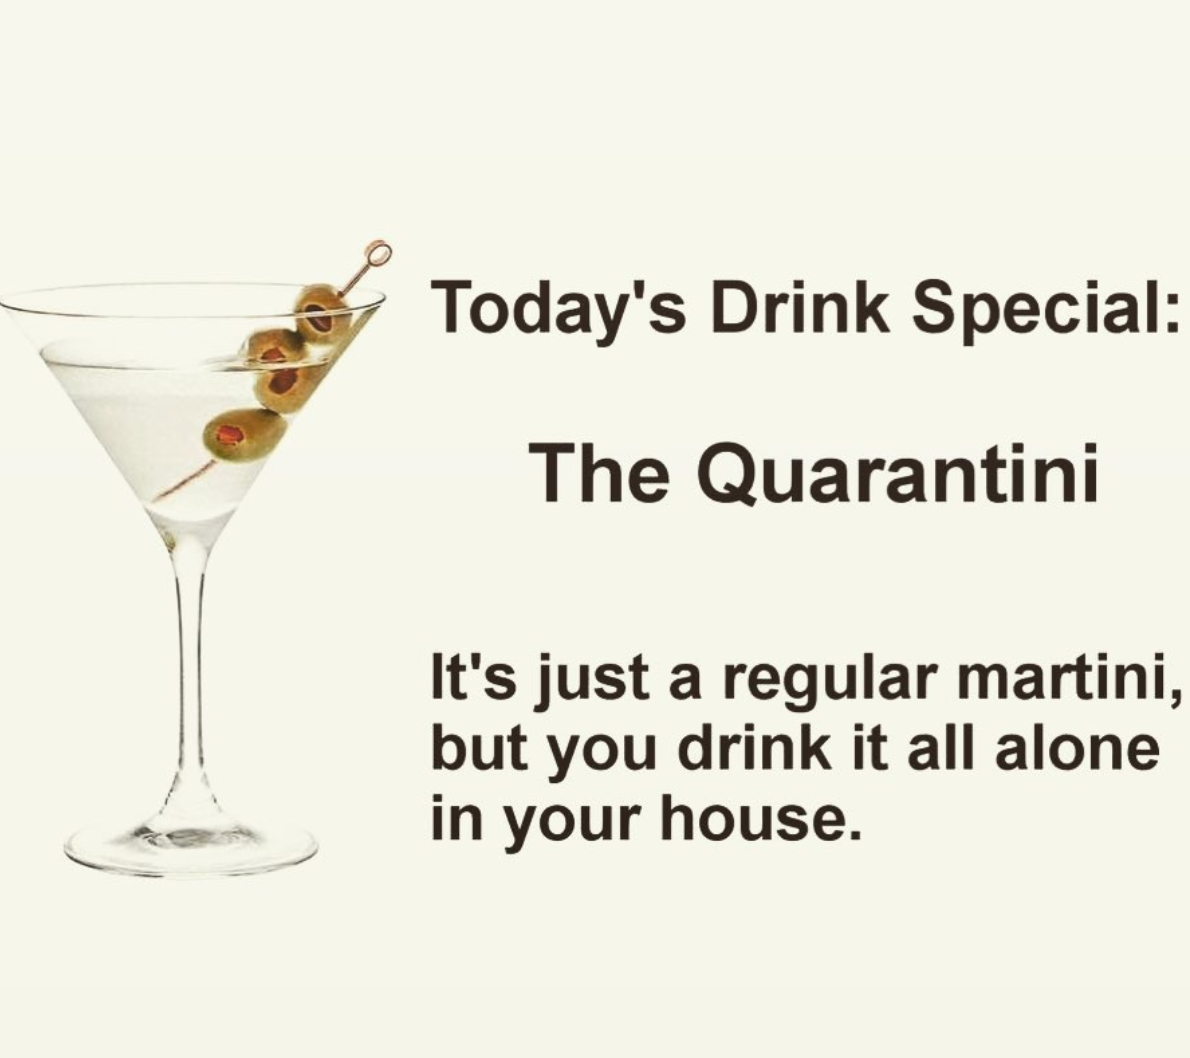 Today's Drink Special:
The Quarantini
It's just a regular martini,
but you drink it all alone
in your house.